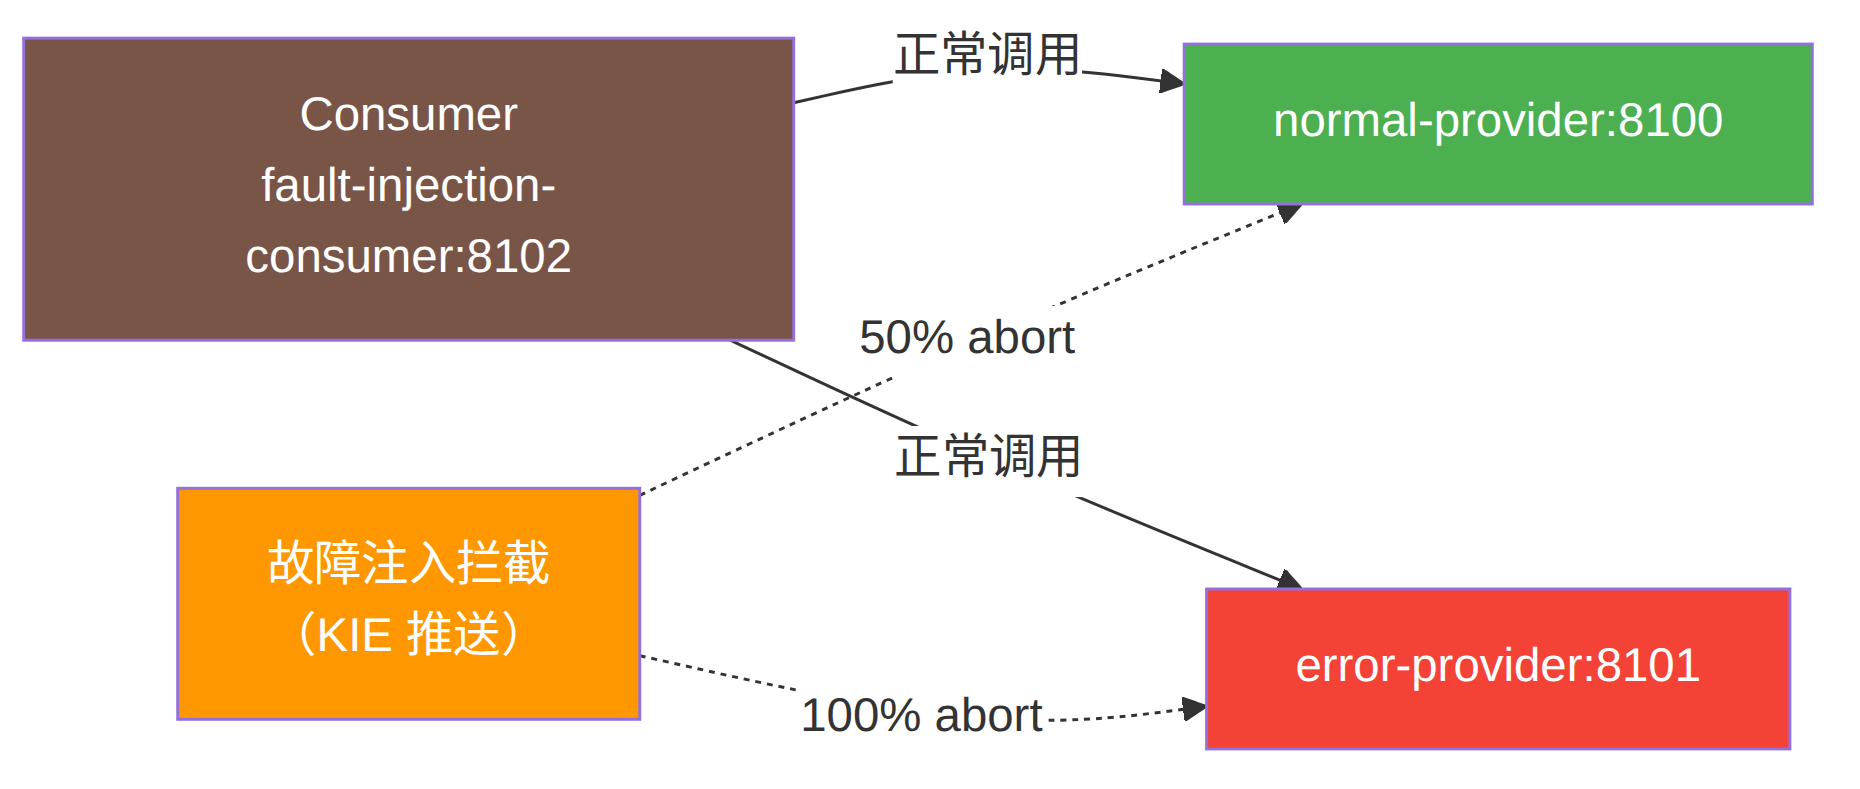 Consumer
fault-injection-
consumer:8102
正常调用
normal-provider:8100
50% abort
正常调用
故障注入拦截
（KIE 推送）
100% abort
error-provider:8101